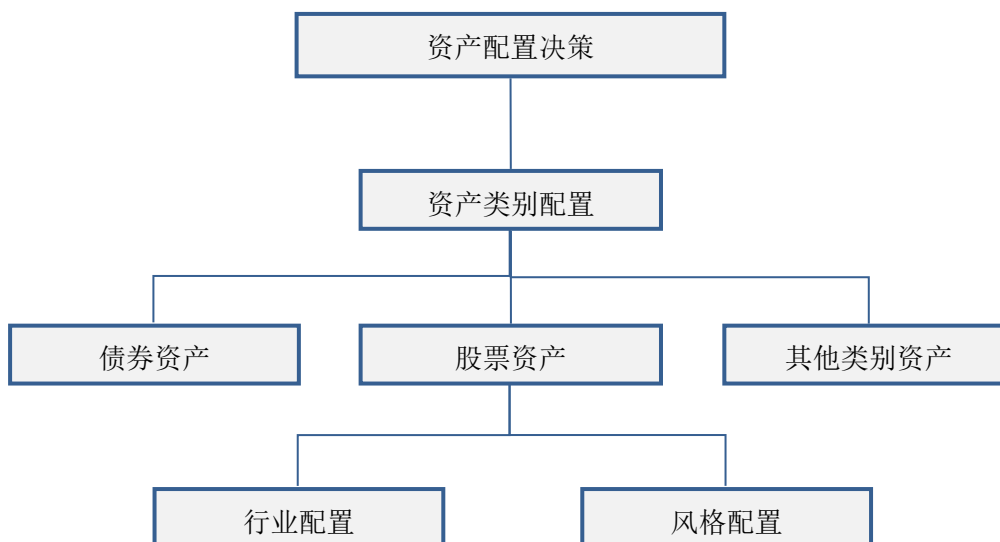 资产配置决策
资产类别配置
债券资产
股票资产
其他类别资产
行业配置
风格配置